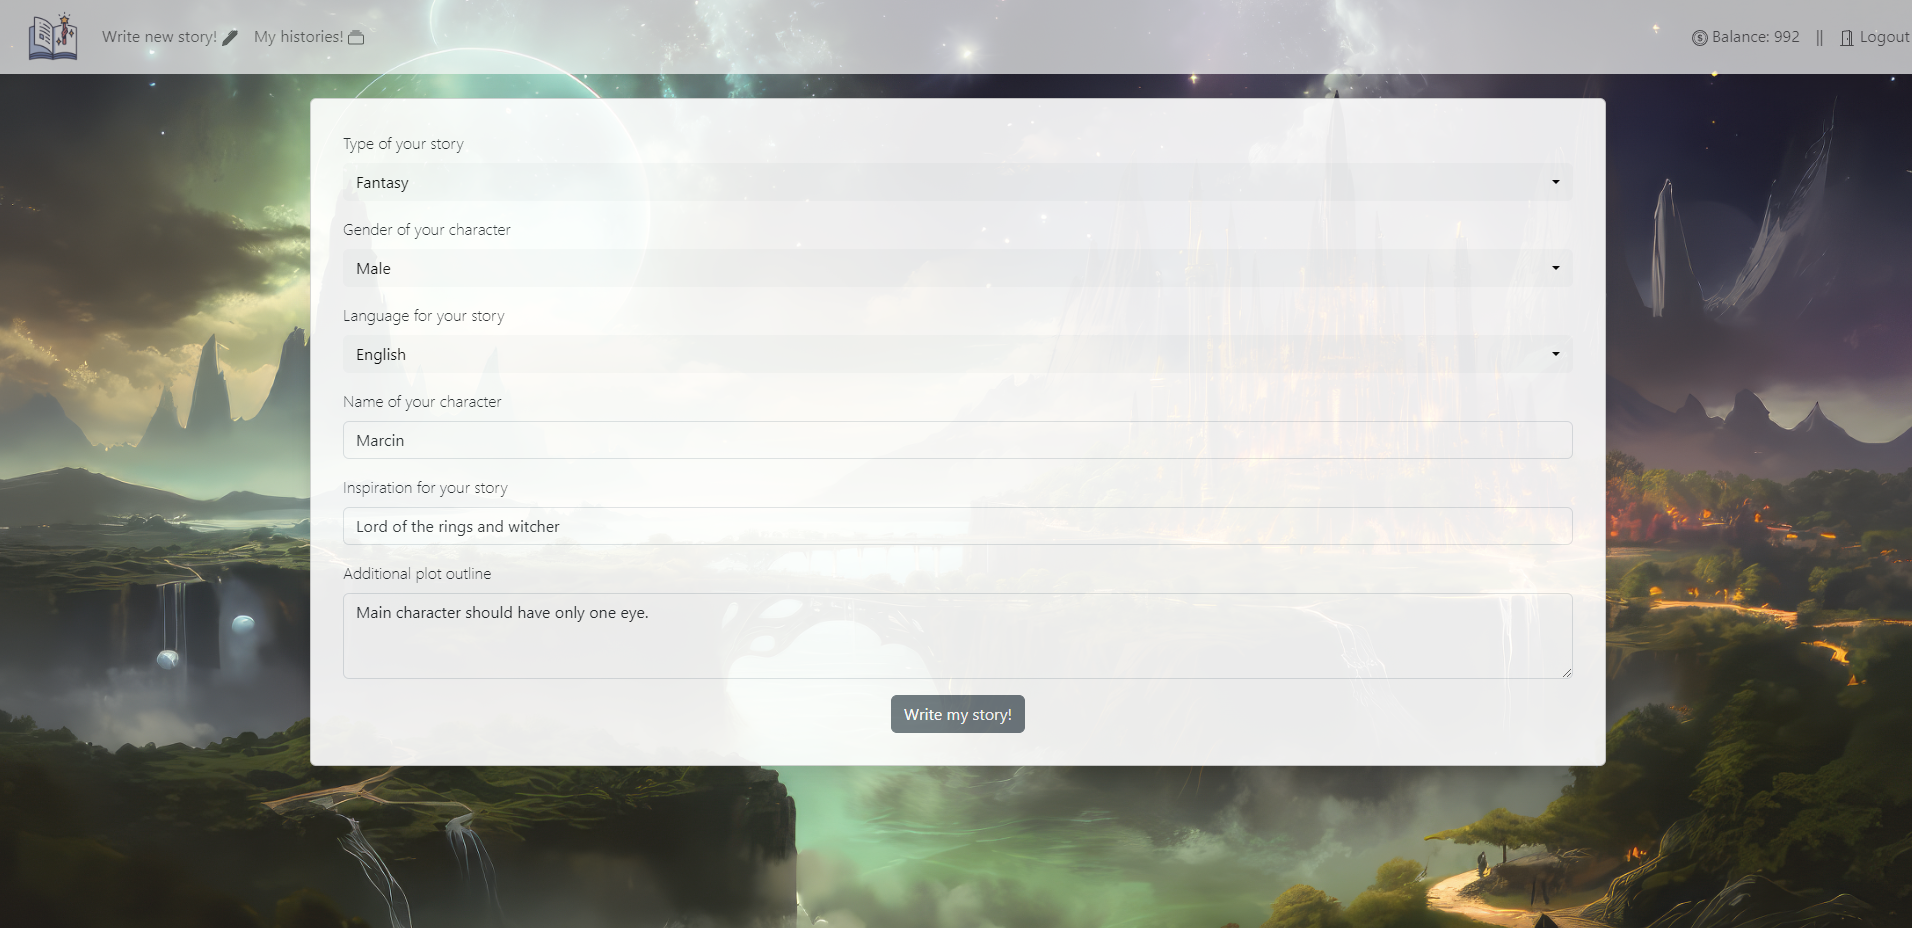 Write new story!
My histories!
Balance: 992 || Logout
Type of your story
Fantasy
Gender of your character
Male
Language for your story
English
Name of your character
Marcin
Inspiration for your story
Lord of the rings and witcher
Additional plot outline
Main character should have only one eye.
Write my story!